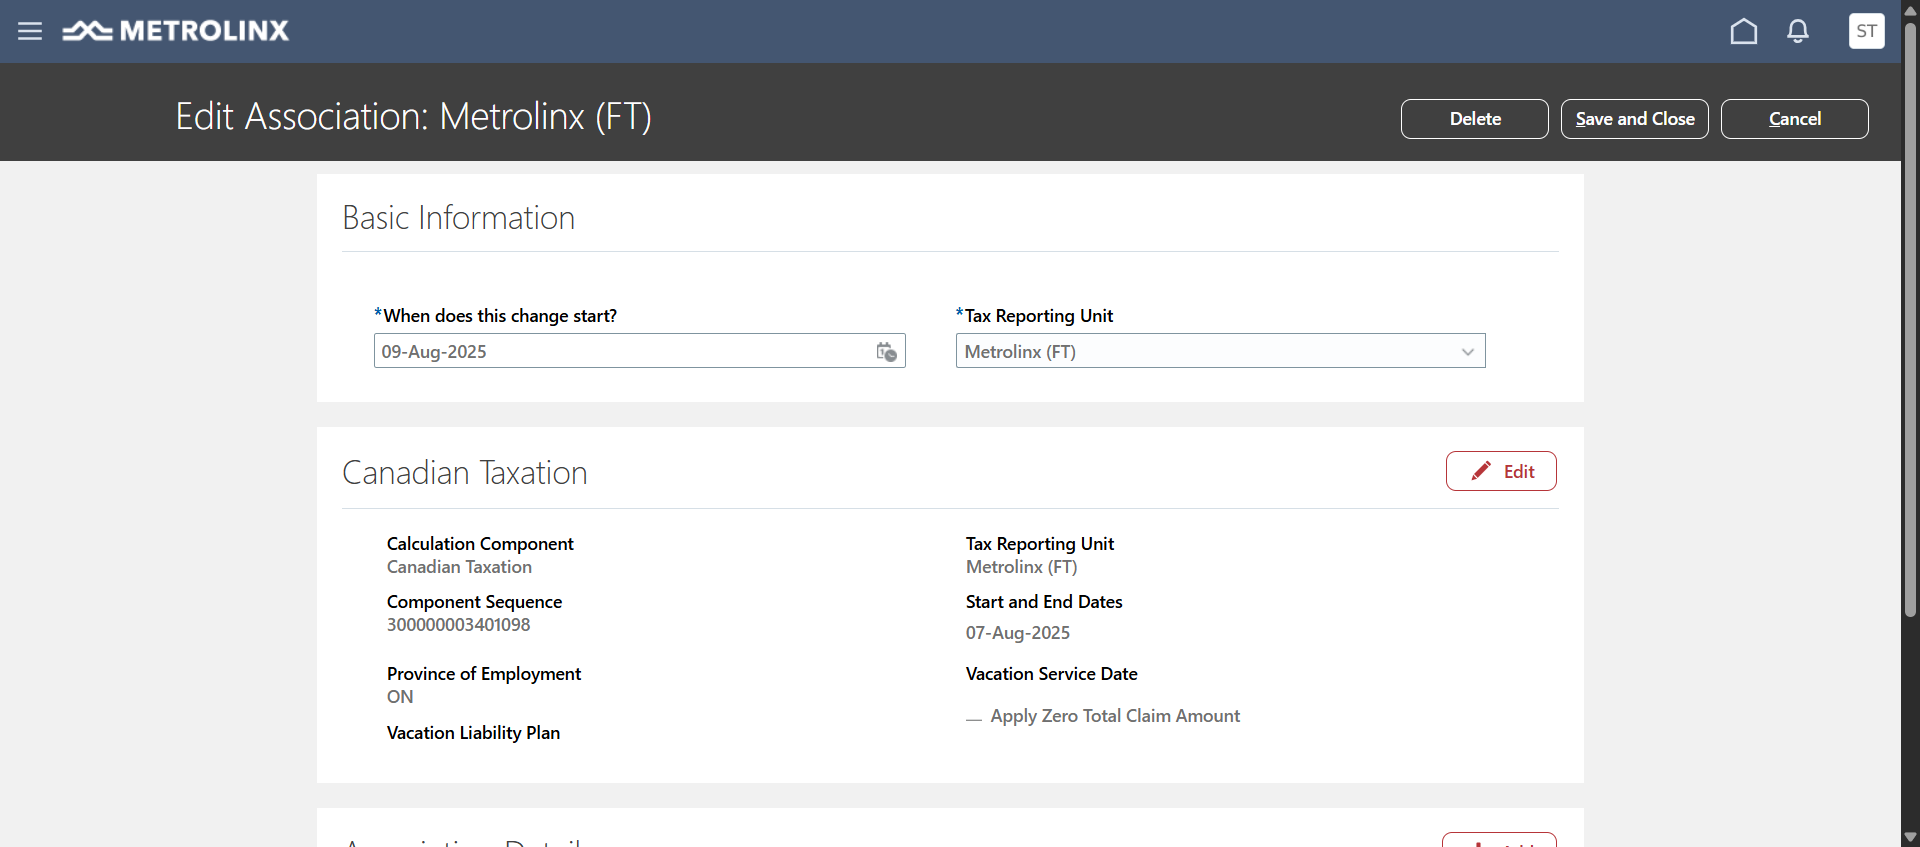 METROLINX
ST
Edit Association: Metrolinx (FT)
Delete
Save and Close
Cancel
Basic Information
*When does this change start?
09-Aug-2025
*Tax Reporting Unit
Metrolinx (FT)
Canadian Taxation
Edit
Calculation Component
Canadian Taxation
Tax Reporting Unit
Metrolinx (FT)
Component Sequence
300000003401098
Start and End Dates
07-Aug-2025
Province of Employment
ON
Vacation Service Date
Apply Zero Total Claim Amount
Vacation Liability Plan